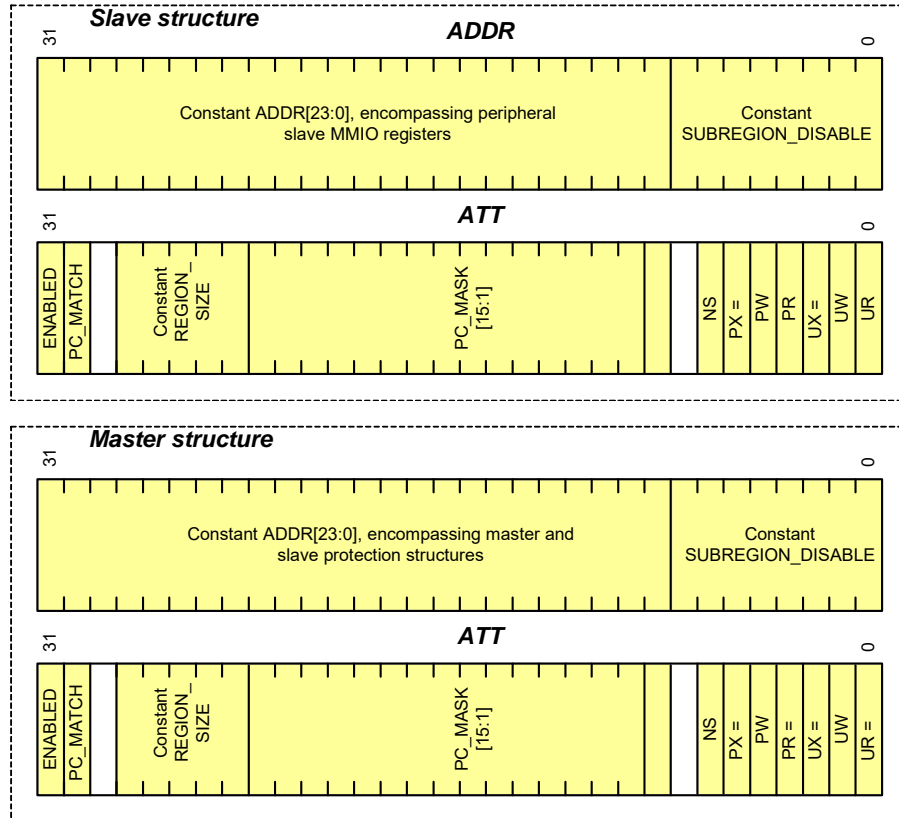 Slave structure
31
ADDR
0
Constant ADDR[23:0], encompassing peripheral
slave MMIO registers
Constant
SUBREGION_DISABLE
31
ATT
0
ENABLED
PC_MATCH
Constant
REGION_
SIZE
PC_MASK
[15:1]
NS
PX =
PW
PR
UX =
UW
UR
Master structure
31
0
Constant ADDR[23:0], encompassing master and
slave protection structures
Constant
SUBREGION_DISABLE
31
ATT
0
ENABLED
PC_MATCH
Constant
REGION_
SIZE
PC_MASK
[15:1]
NS
PX =
PW
PR =
UX =
UW
UR =